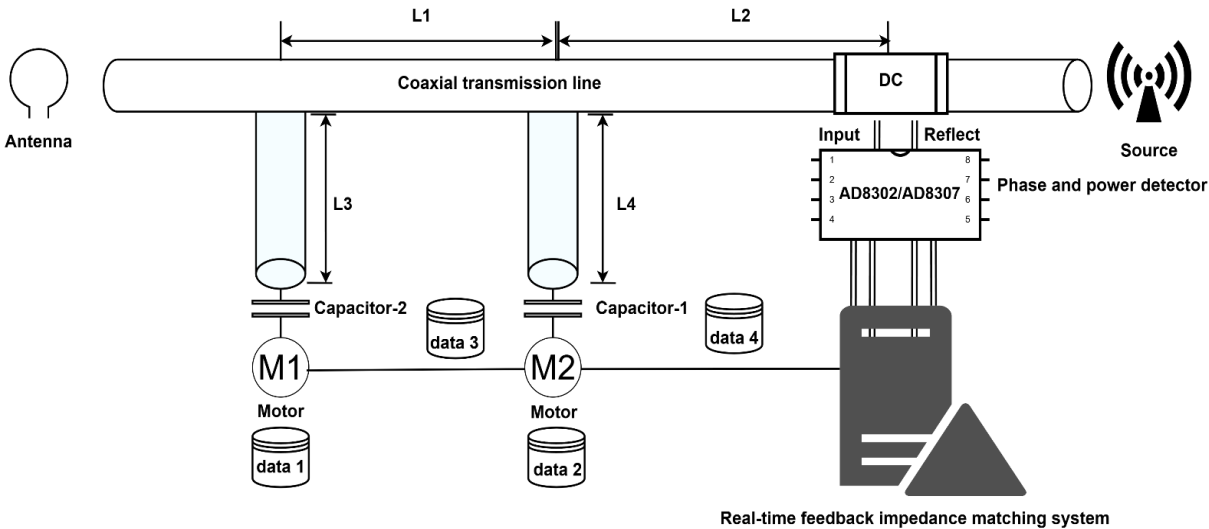 L1
L2
Coaxial transmission line
DC
Antenna
Source
Input
Reflect
1
2
3
4
8
7
6
5
AD8302/AD8307
Phase and power detector
L3
L4
Capacitor-2
Capacitor-1
data 3
data 4
M1
M2
Motor
Motor
data 1
data 2
Real-time feedback impedance matching system